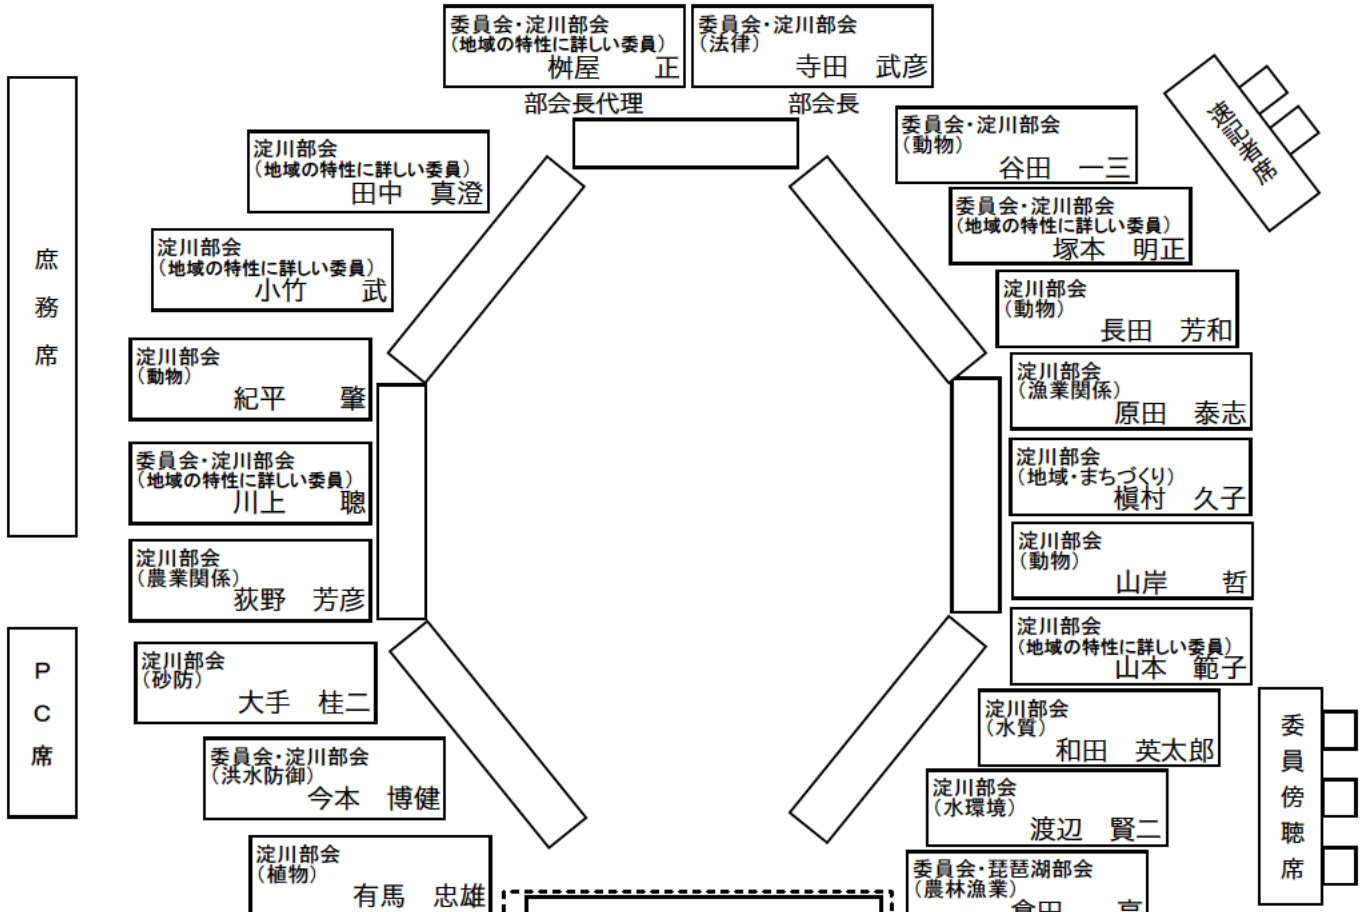 委員会・淀川部会
（地域の特性に詳しい委員）
桝屋　正
部会長代理
委員会・淀川部会
（法律）
寺田　武彦
部会長
淀川部会
（地域の特性に詳しい委員）
田中　真澄
淀川部会
（地域の特性に詳しい委員）
小竹　武
淀川部会
（動物）
紀平　肇
委員会・淀川部会
（地域の特性に詳しい委員）
川上　聰
淀川部会
（農業関係）
荻野　芳彦
淀川部会
（砂防）
大手　桂二
委員会・淀川部会
（洪水防御）
今本　博健
淀川部会
（植物）
有馬　忠雄
委員会・淀川部会
（動物）
谷田　一三
委員会・淀川部会
（地域の特性に詳しい委員）
塚本　明正
淀川部会
（動物）
長田　芳和
淀川部会
（漁業関係）
原田　泰志
淀川部会
（地域・まちづくり）
槇村　久子
淀川部会
（動物）
山岸　哲
淀川部会
（地域の特性に詳しい委員）
山本　範子
淀川部会
（水質）
和田　英太郎
淀川部会
（水環境）
渡辺　賢二
委員会・琵琶湖部会
（農林漁業）
倉田　亨
庶務席
PC席
速記者席
委員傍聴席